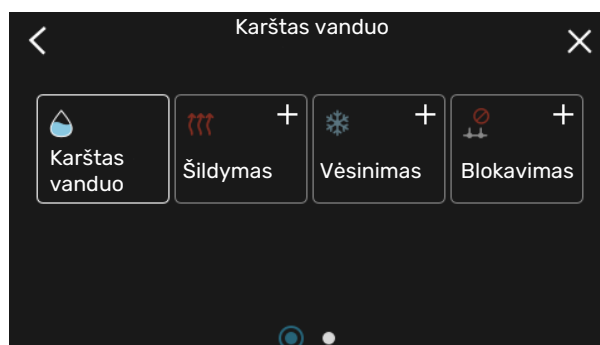 Karštas vanduo
Karštas
vanduo
Šildymas
Vėsinimas
Blokavimas